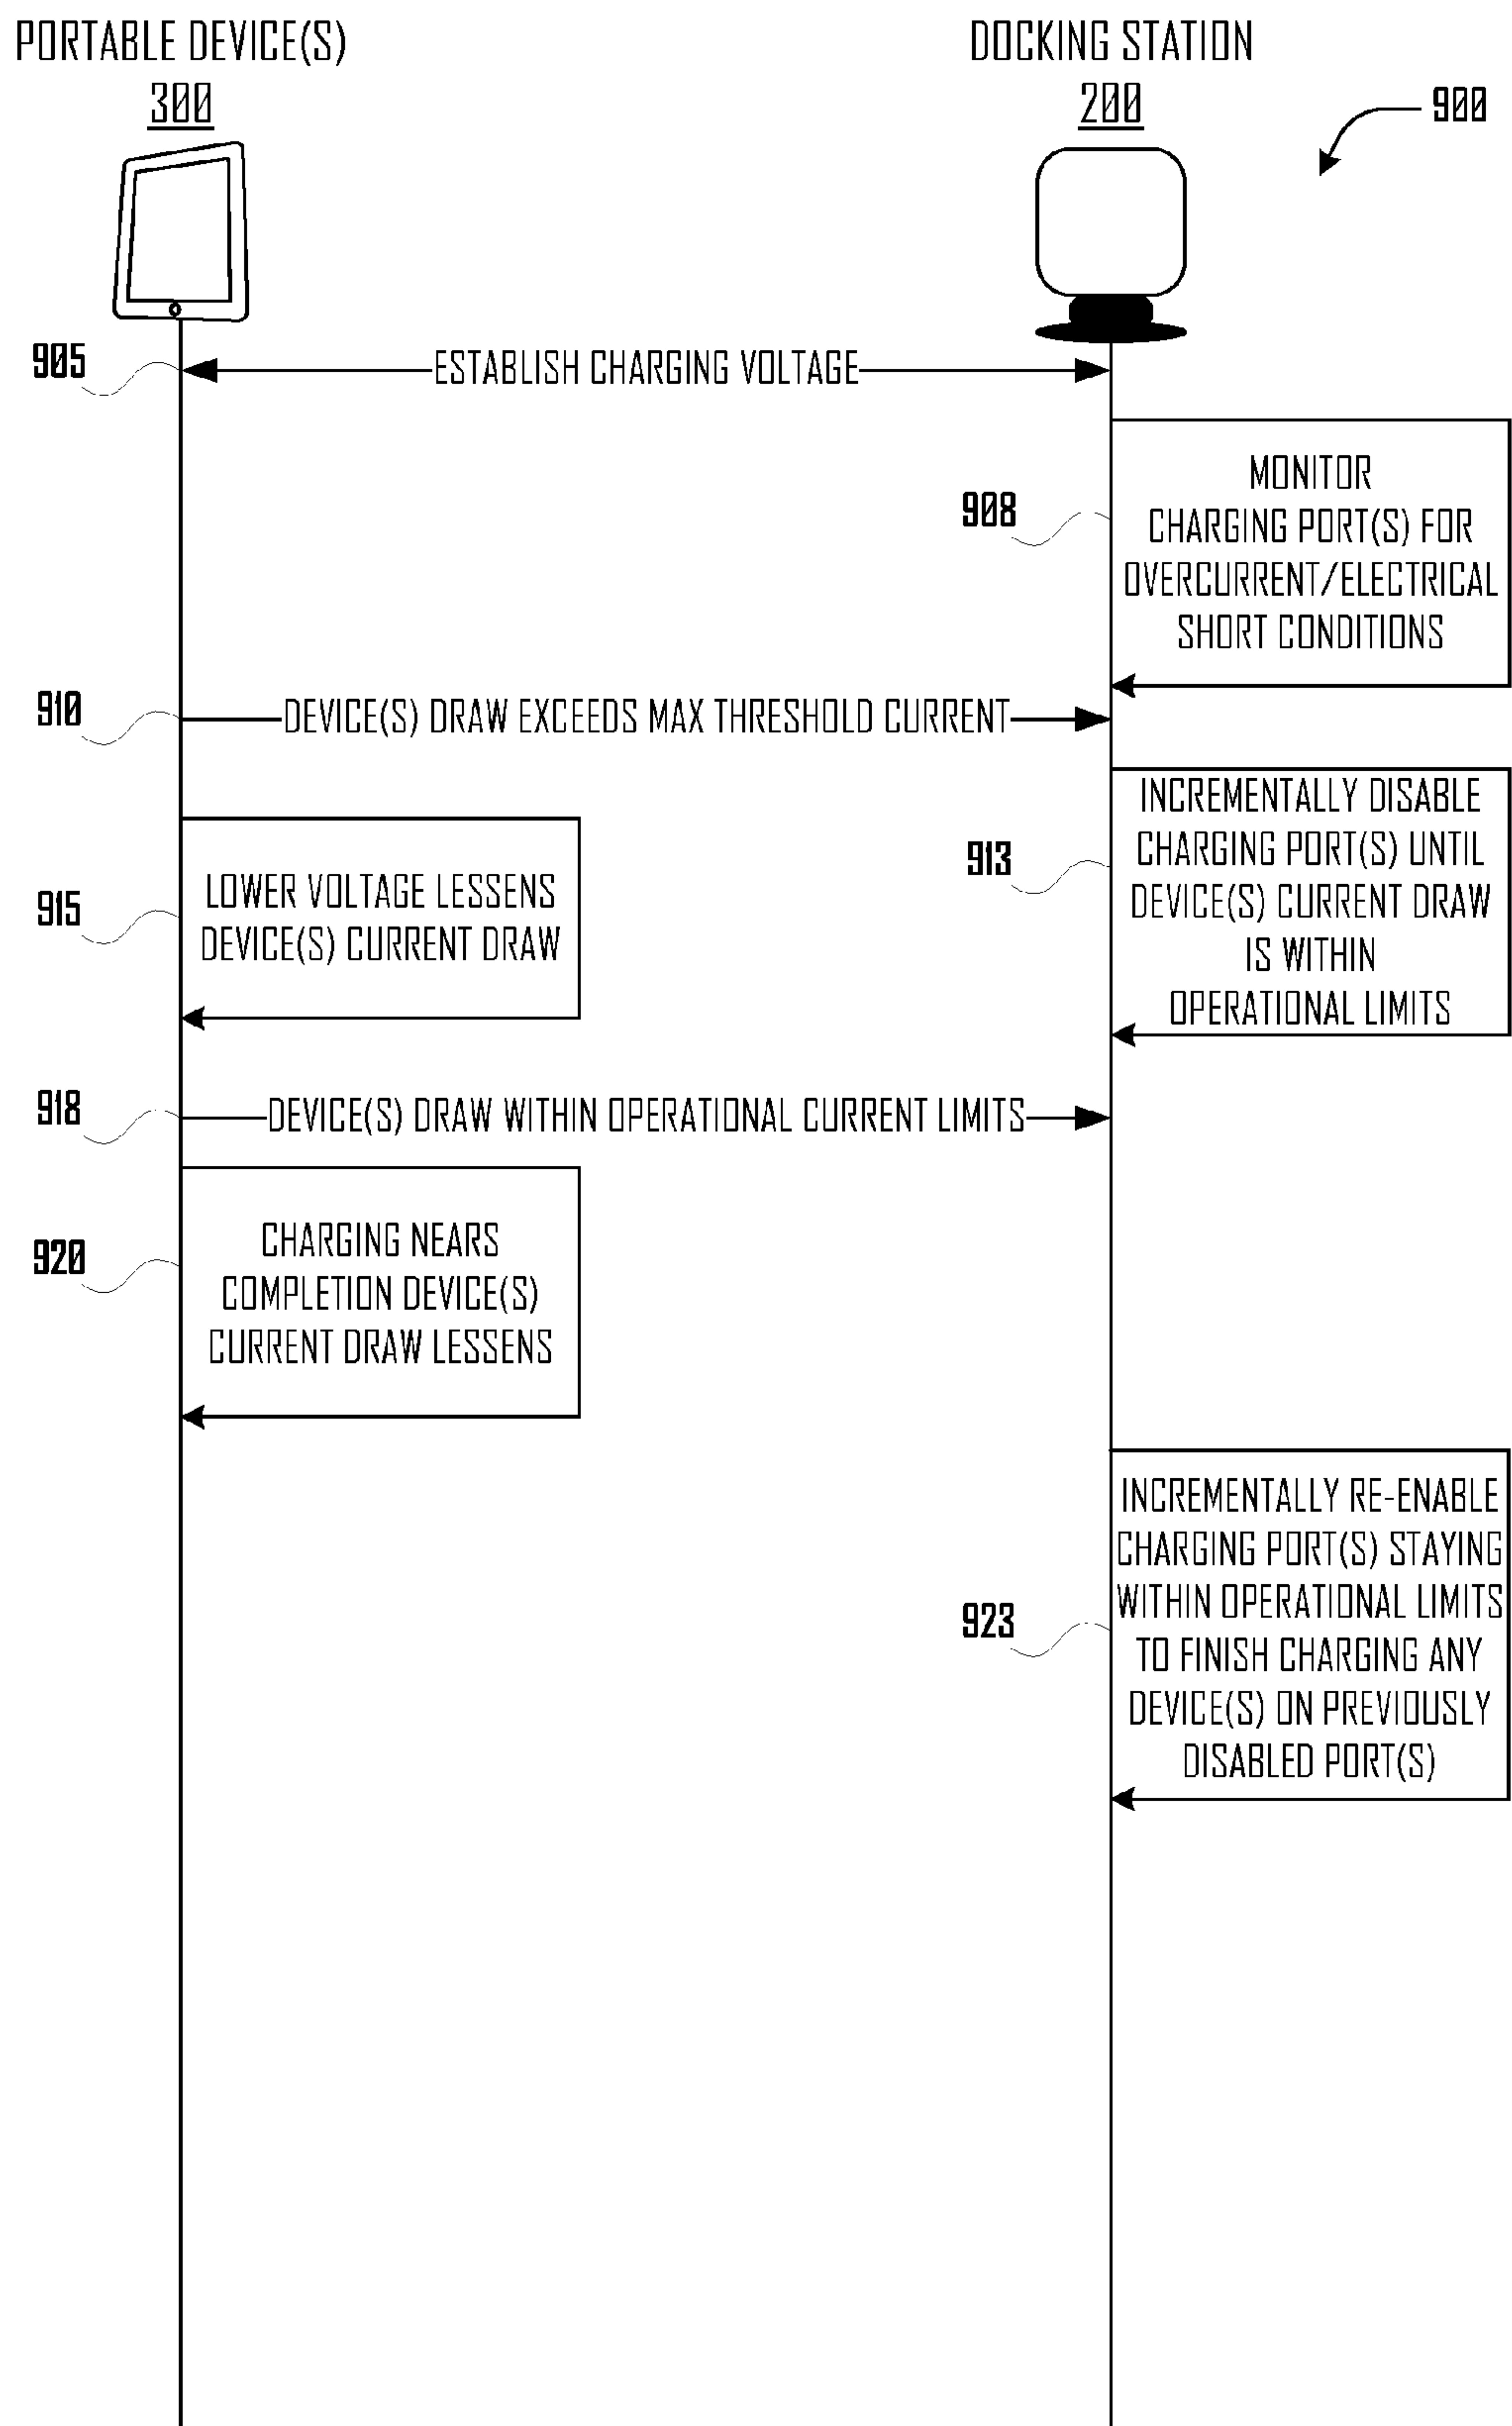 PORTABLE DEVICE(S)
300
DOCKING STATION
200
900
905
ESTABLISH CHARGING VOLTAGE
908
MONITOR
CHARGING PORT(S) FOR
OVERCURRENT/ELECTRICAL
SHORT CONDITIONS
910
DEVICE(S) DRAW EXCEEDS MAX THRESHOLD CURRENT
913
INCREMENTALLY DISABLE
CHARGING PORT(S) UNTIL
DEVICE(S) CURRENT DRAW
IS WITHIN
OPERATIONAL LIMITS
915
LOWER VOLTAGE LESSENS
DEVICE(S) CURRENT DRAW
918
DEVICE(S) DRAW WITHIN OPERATIONAL CURRENT LIMITS
920
CHARGING NEARS
COMPLETION DEVICE(S)
CURRENT DRAW LESSENS
923
INCREMENTALLY RE-ENABLE
CHARGING PORT(S) STAYING
WITHIN OPERATIONAL LIMITS
TO FINISH CHARGING ANY
DEVICE(S) ON PREVIOUSLY
DISABLED PORT(S)